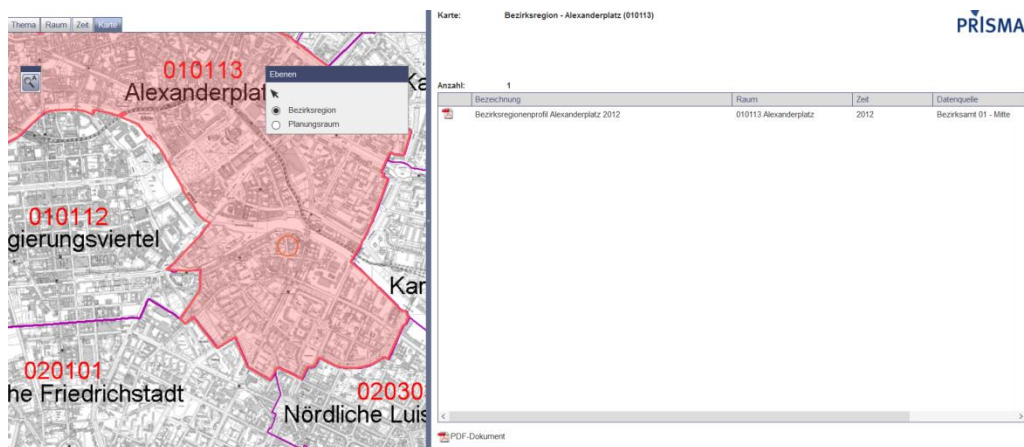 Thema Raum Zeit Karte
010113
Alexanderplat
Ebenen
Bezirksregion
Planungsraum
Ka
010112
gierungsviertel
Kar
020101
he Friedrichstadt
02030
Nördliche Luis
Karte: Bezirksregion - Alexanderplatz (010113)
PRISMA
Anzahl: 1
Bezeichnung Raum Zeit Datenquelle
Bezirksregionenprofil Alexanderplatz 2012 010113 Alexanderplatz 2012 Bezirksamt 01 - Mitte
PDF-Dokument